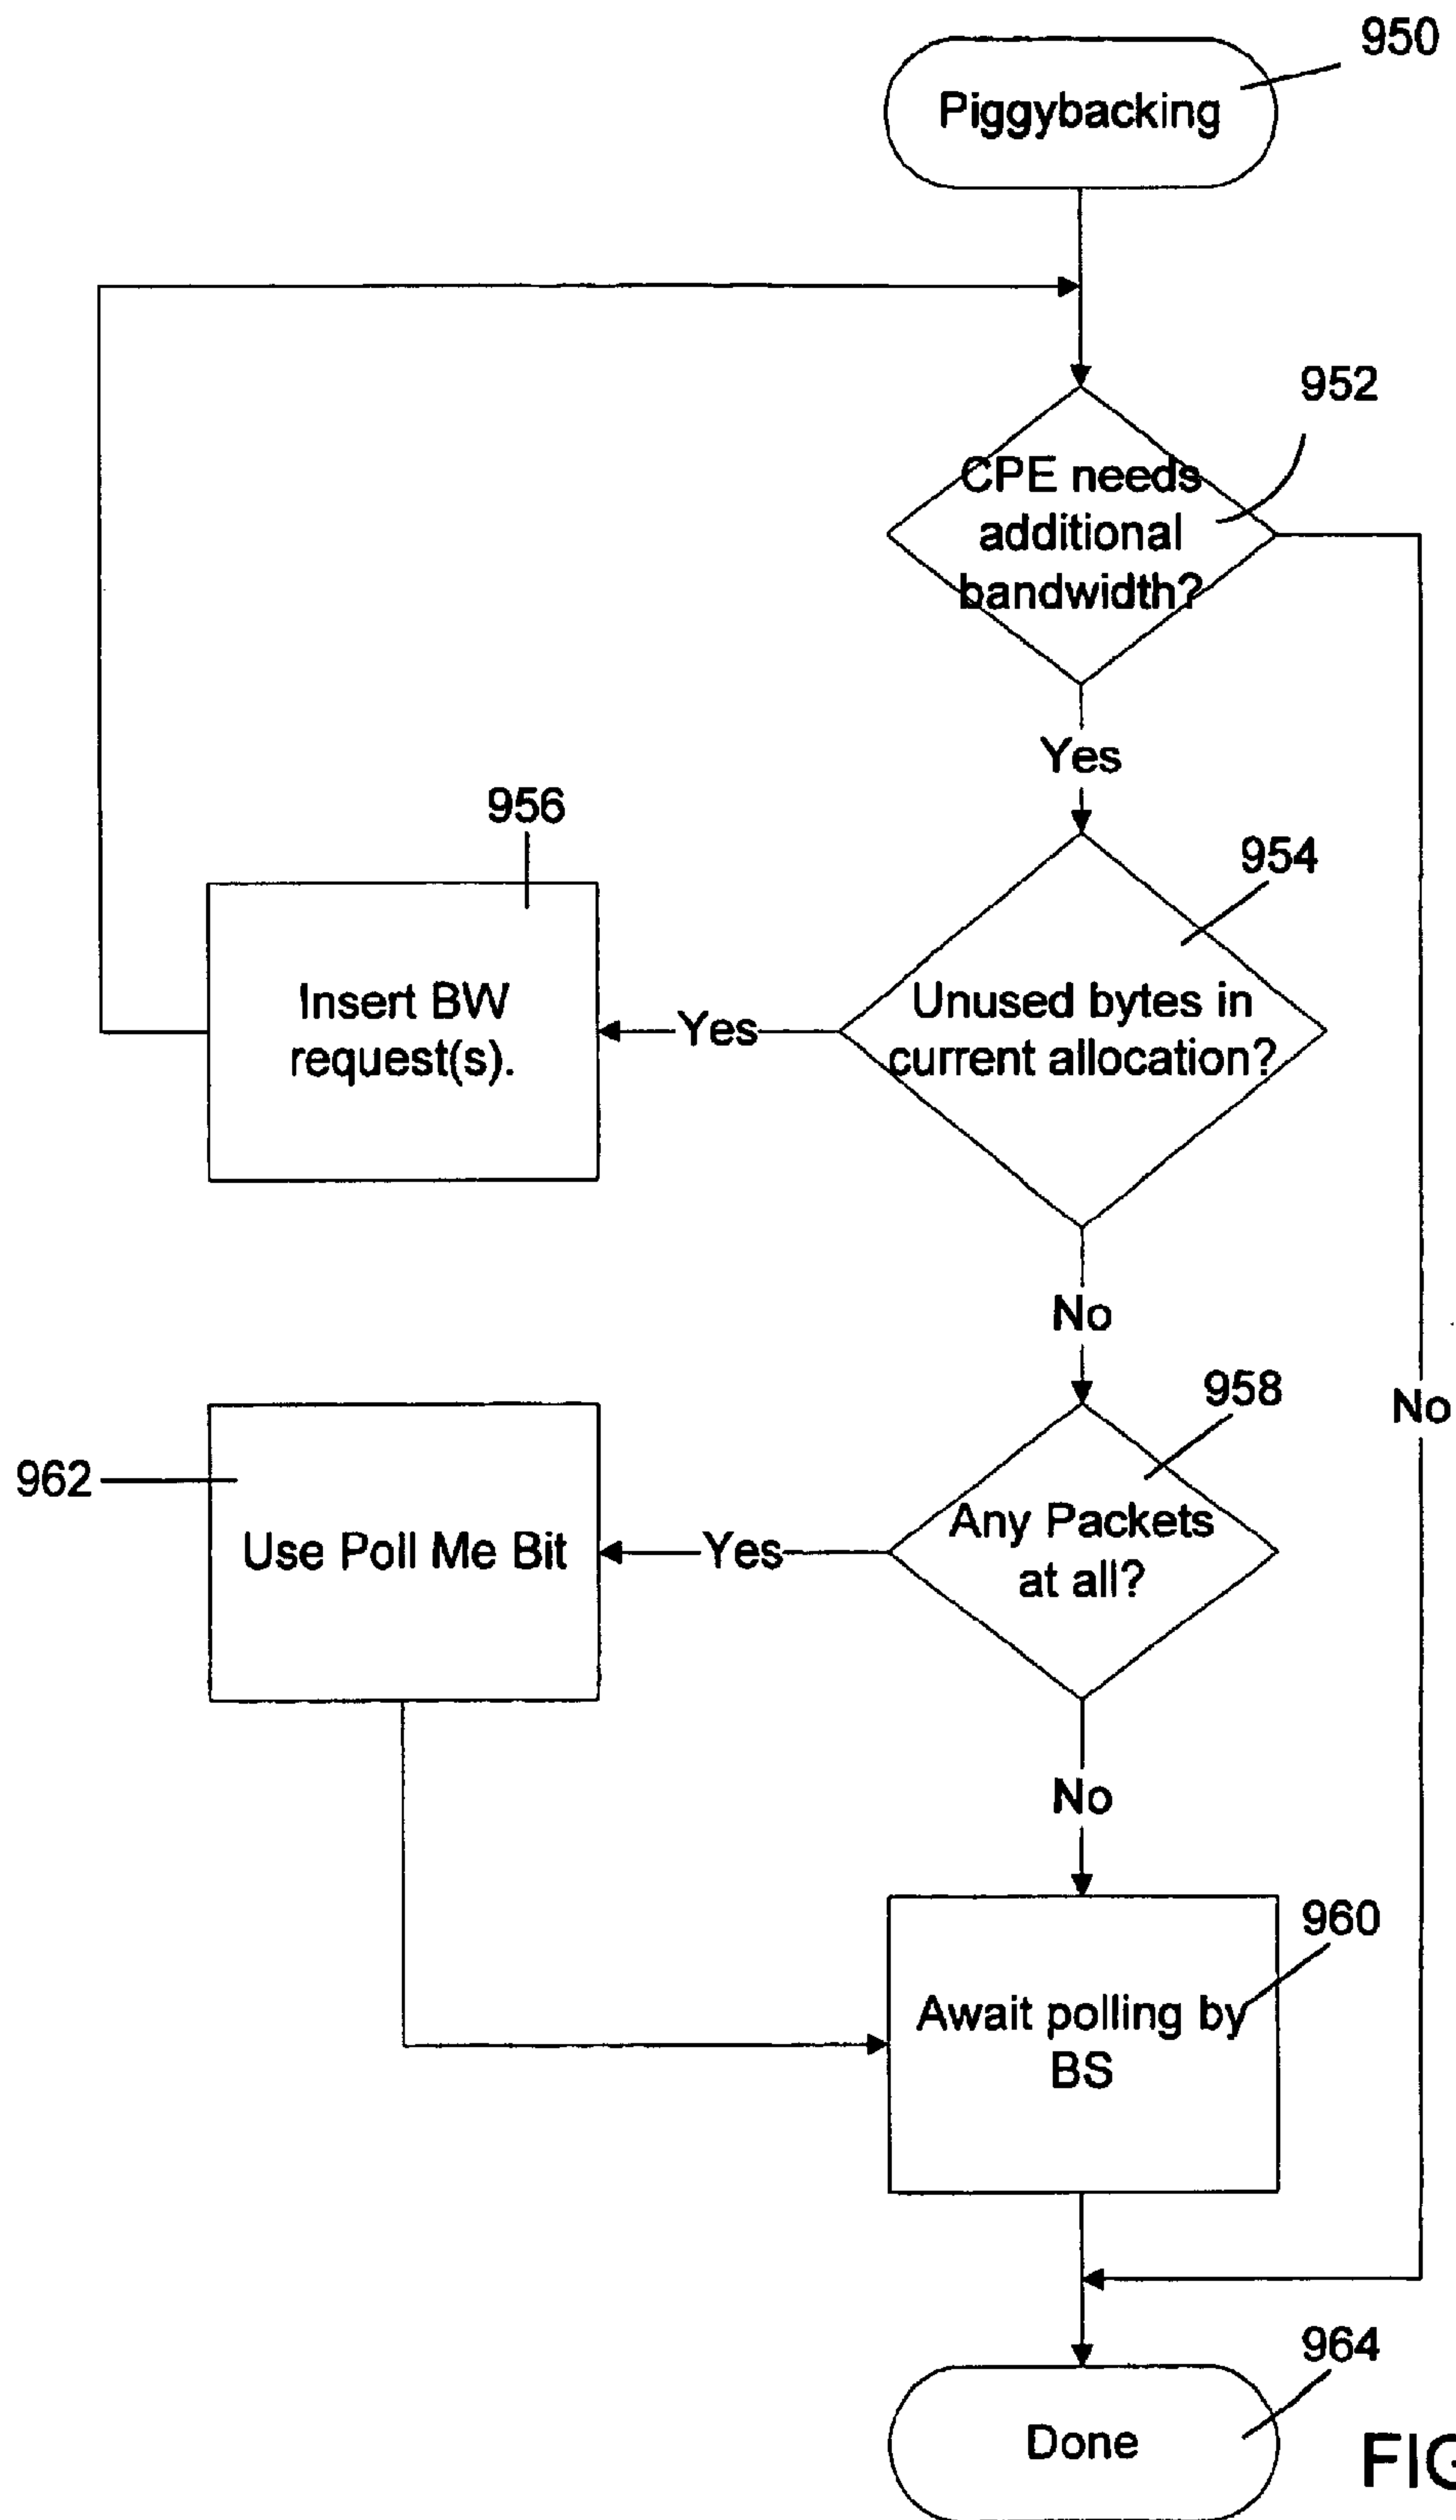 950
Piggybacking
952
CPE needs
additional
bandwidth?
Yes
956
954
Insert BW
request(s).
Yes
Unused bytes in
current allocation?
No
958
No
962
Use Poll Me Bit
Yes
Any Packets
at all?
No
960
Await polling by
BS
964
Done